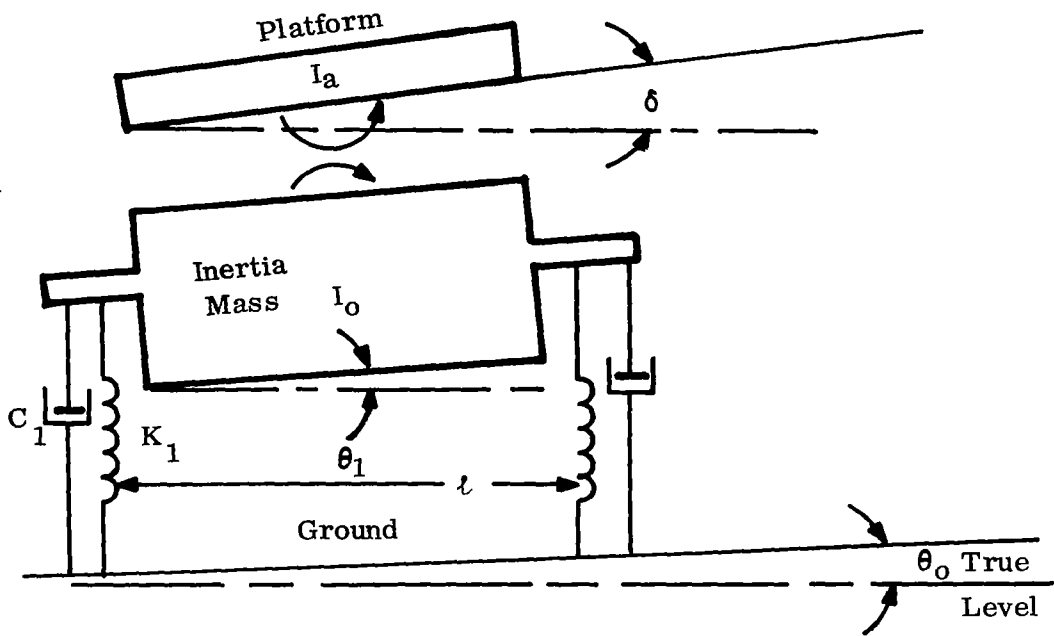 Platform
I_a
δ
Inertia
Mass
I_o
C_1
K_1
θ_1
ℓ
Ground
θ_o True
Level